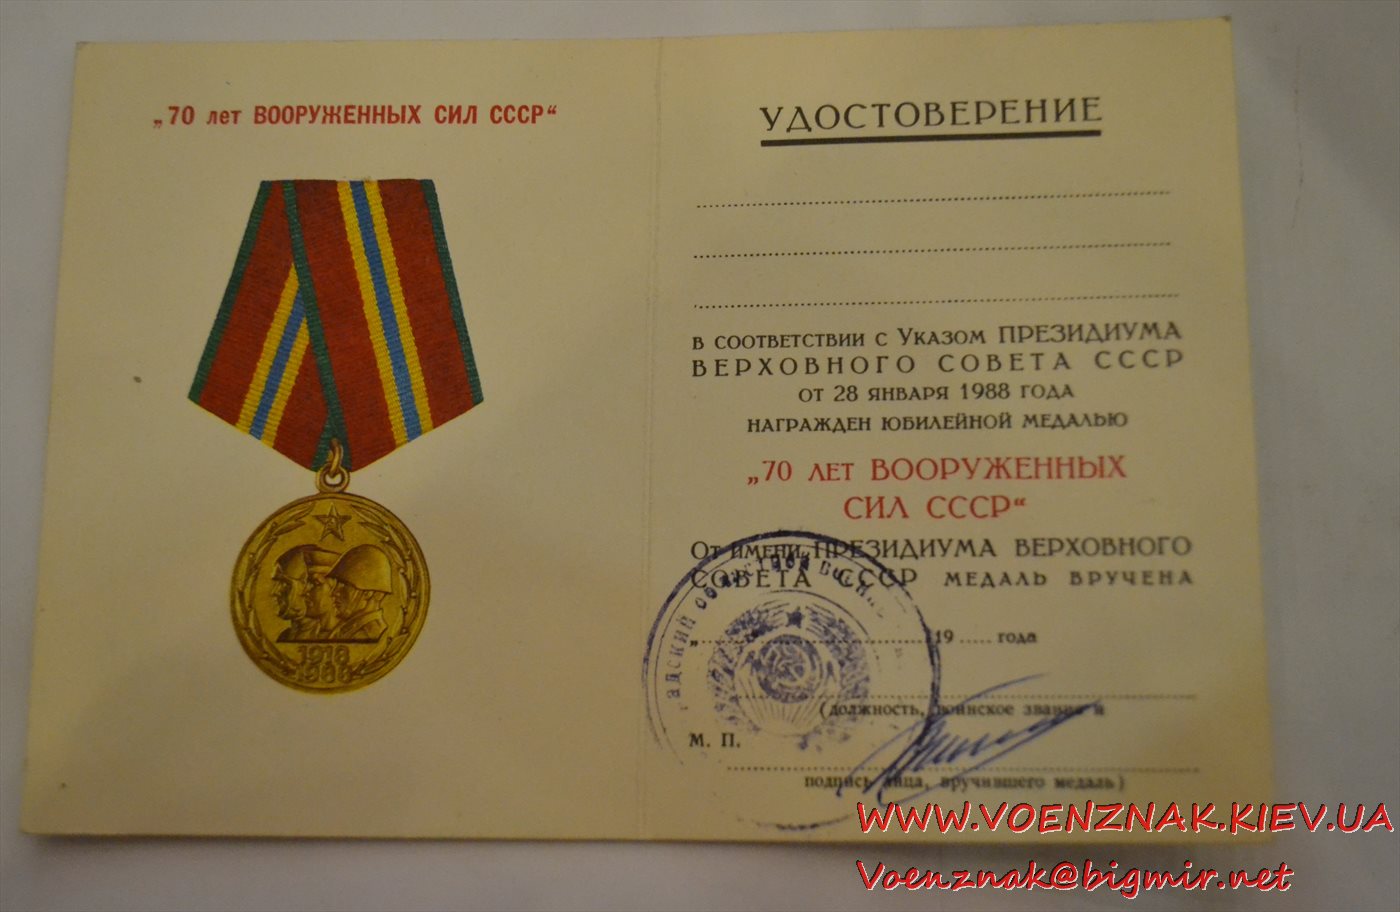 „70 лет ВООРУЖЕННЫХ СИЛ СССР“
1918
1988
УДОСТОВЕРЕНИЕ
в соответствии с Указом ПРЕЗИДИУМА
ВЕРХОВНОГО СОВЕТА СССР
от 28 января 1988 года
награжден юбилейной медалью
„70 лет ВООРУЖЕННЫХ
СИЛ СССР“
От имени ПРЕЗИДИУМА ВЕРХОВНОГО
СОВЕТА СССР медаль вручена
„ 19 ..... года
(должность, воинское звание и
М. П.
подпись лица, вручившего медаль)
WWW.VOENZNAK.KIEV.UA
Voenznak@bigmir.net